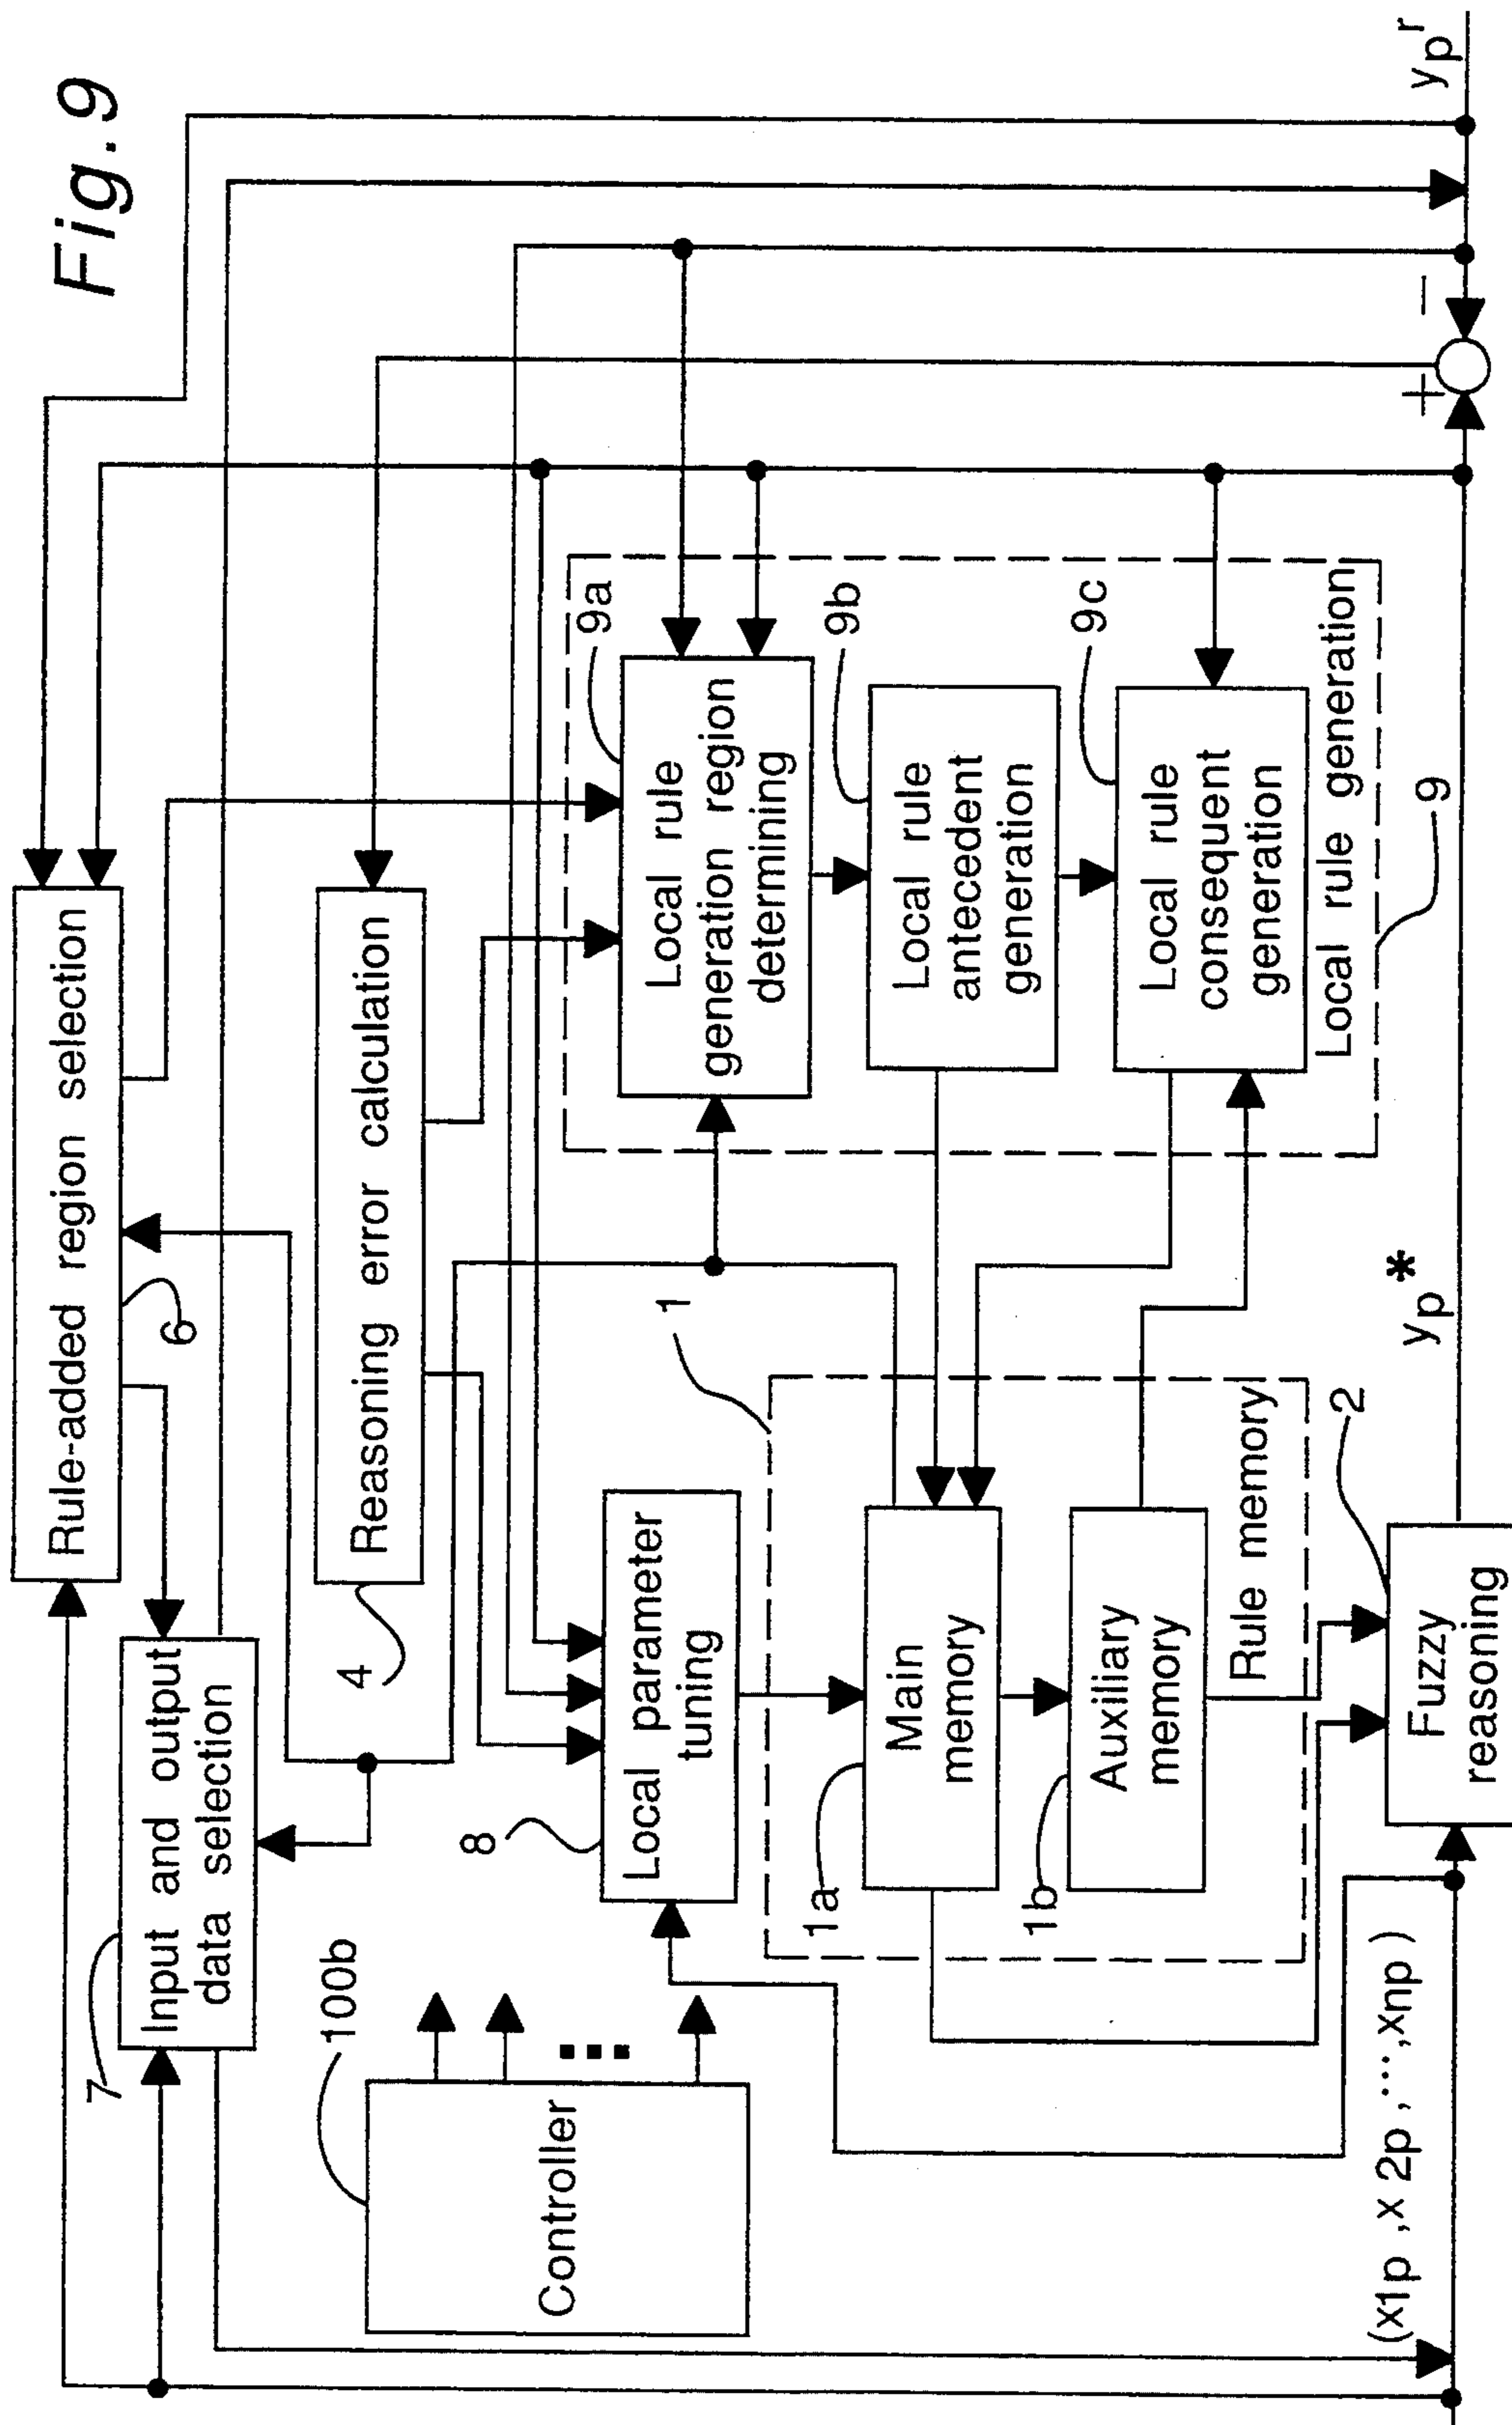 Fig.9
Rule-added region selection
6
Input and output
data selection
7
Reasoning error calculation
4
100b
Controller
Local parameter
tuning
8
1
Main
memory
1a
Auxiliary
memory
1b
Rule memory
Local rule
generation region
determining
9a
Local rule
antecedent
generation
9b
Local rule
consequent
generation
9c
Local rule generation
9
(x1p ,x 2p ,···,xnp )
Fuzzy
reasoning
2
yp*
+
−
ypr